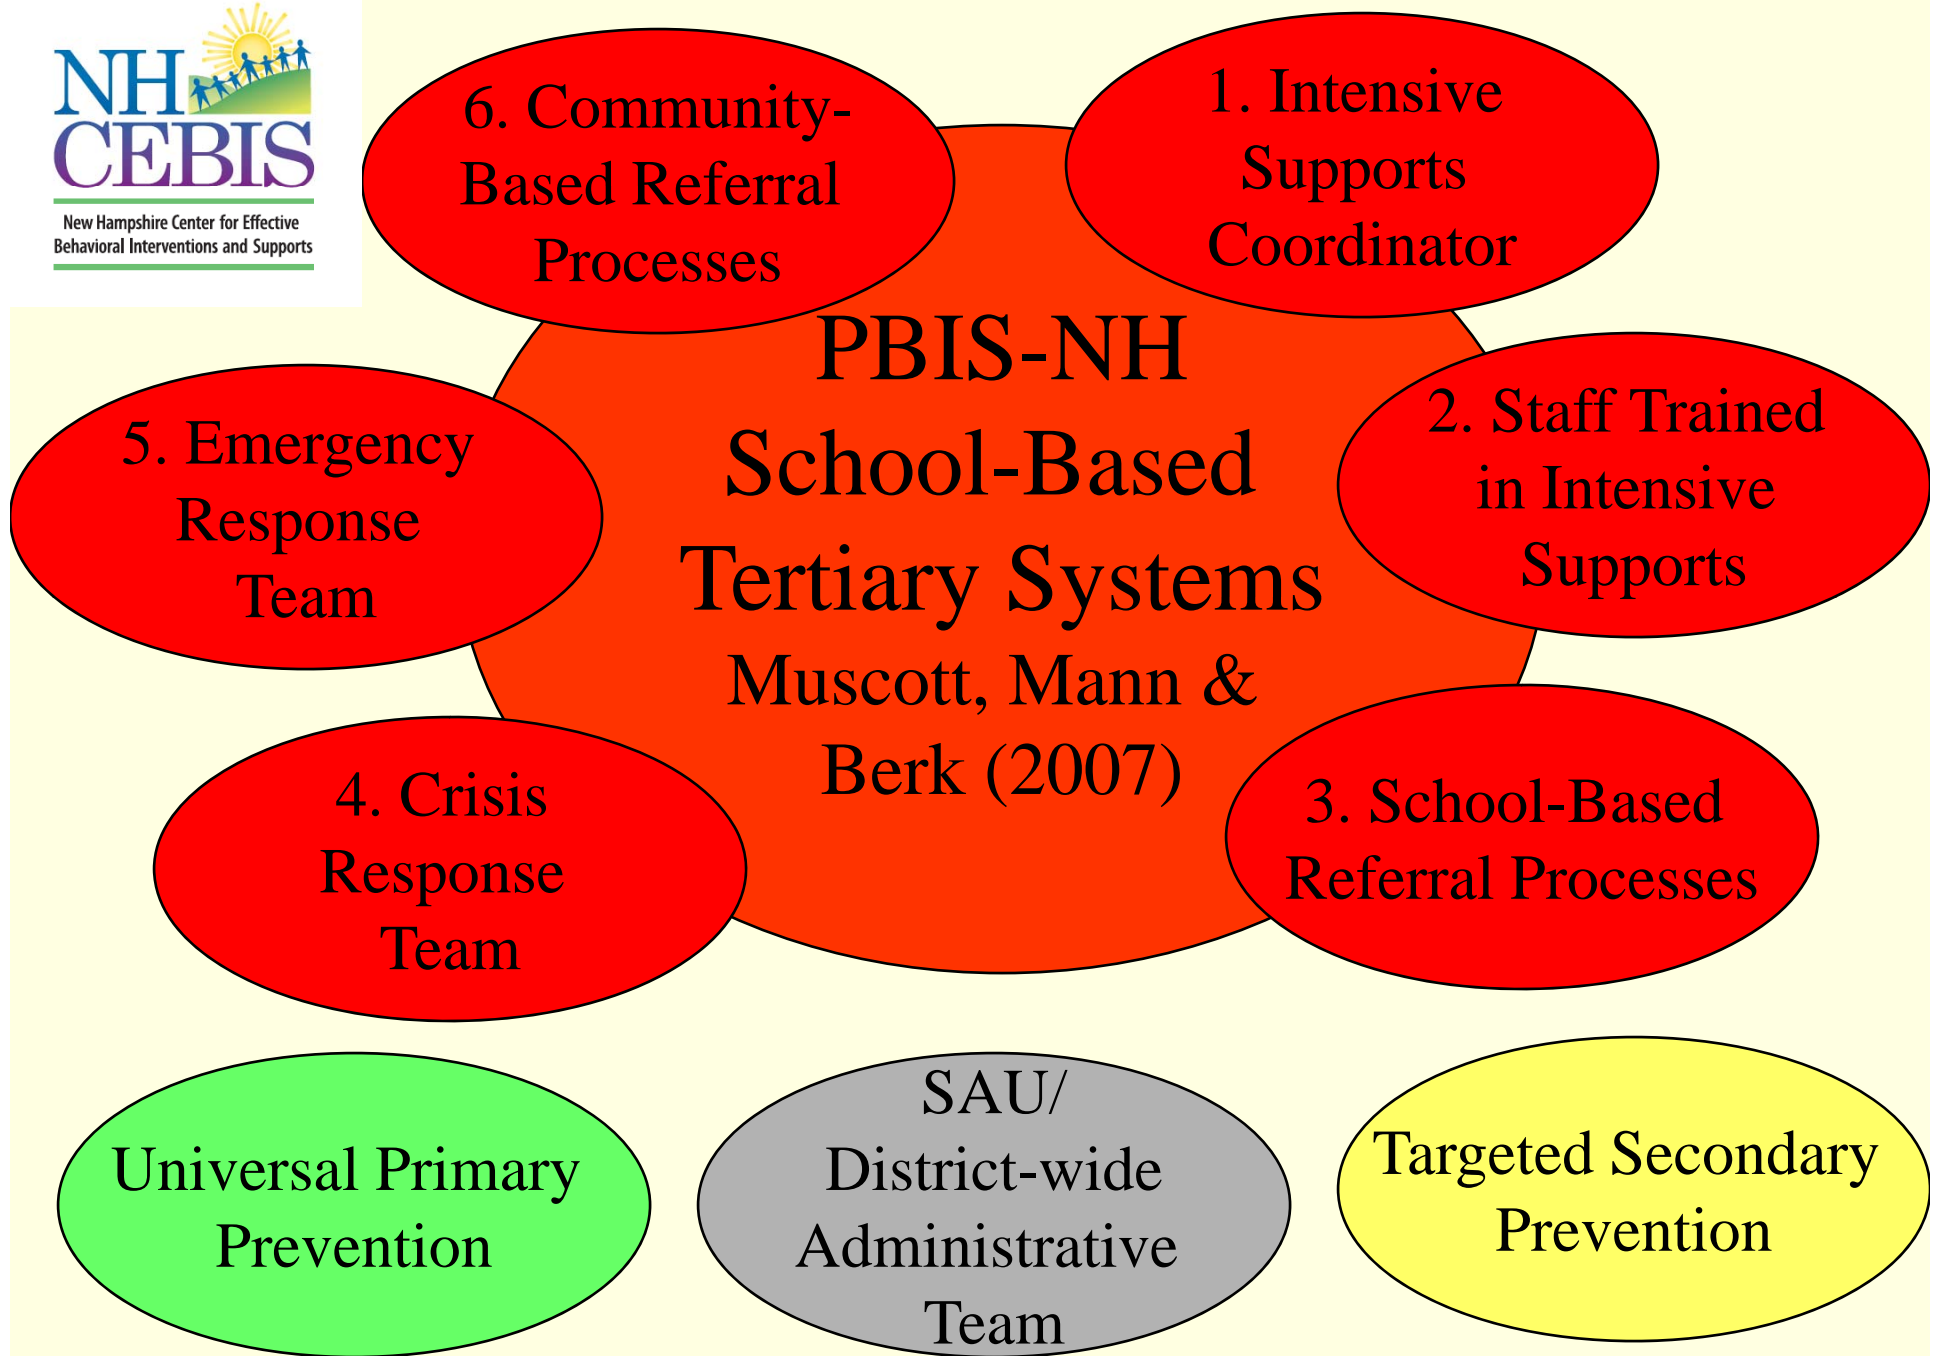 NH
CEBIS
New Hampshire Center for Effective
Behavioral Interventions and Supports
6. Community-
Based Referral
Processes
1. Intensive
Supports
Coordinator
PBIS-NH
School-Based
Tertiary Systems
Muscott, Mann &
Berk (2007)
2. Staff Trained
in Intensive
Supports
3. School-Based
Referral Processes
4. Crisis
Response
Team
5. Emergency
Response
Team
Universal Primary
Prevention
SAU/
District-wide
Administrative
Team
Targeted Secondary
Prevention